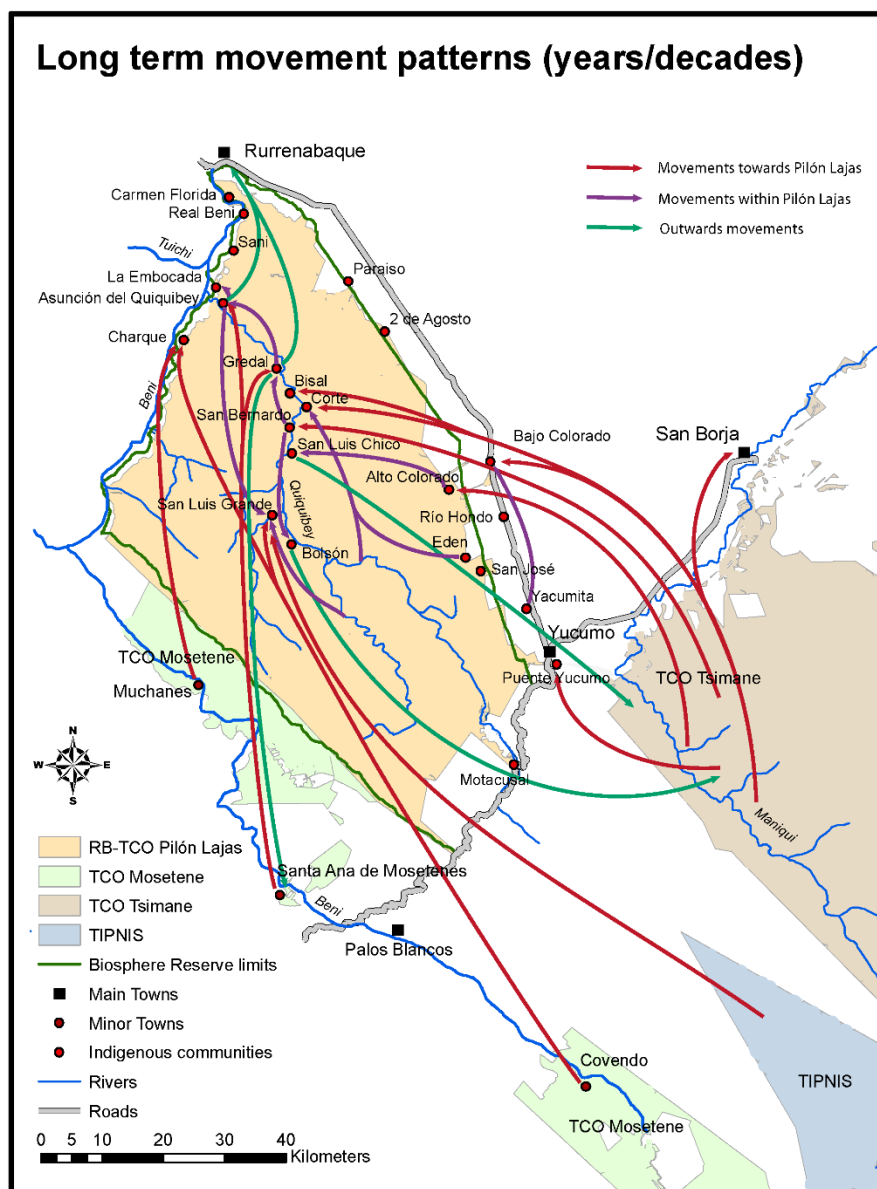 Long term movement patterns (years/decades)
Rurrenabaque
Movements towards Pilón Lajas
Movements within Pilón Lajas
Outwards movements
Carmen Florida
Real Beni
Tuichi
Sani
La Embocada
Asunción del Quiquibey
Paraiso
Charque
2 de Agosto
Beni
Gredal
Bisal
Corte
San Bernardo
San Luis Chico
Bajo Colorado
San Borja
Alto Colorado
Quiquibey
San Luis Grande
Río Hondo
Bolsón
Eden
San José
Yacumita
Yucumo
TCO Mosetene
Muchanes
Puente Yucumo
TCO Tsimane
N
W
E
S
Motacusal
Maniqui
RB-TCO Pilón Lajas
TCO Mosetene
TCO Tsimane
TIPNIS
Biosphere Reserve limits
Main Towns
Minor Towns
Indigenous communities
Rivers
Roads
0 5 10 20 30 40
Kilometers
Santa Ana de Mosetenes
Beni
Palos Blancos
Covendo
TCO Mosetene
TIPNIS